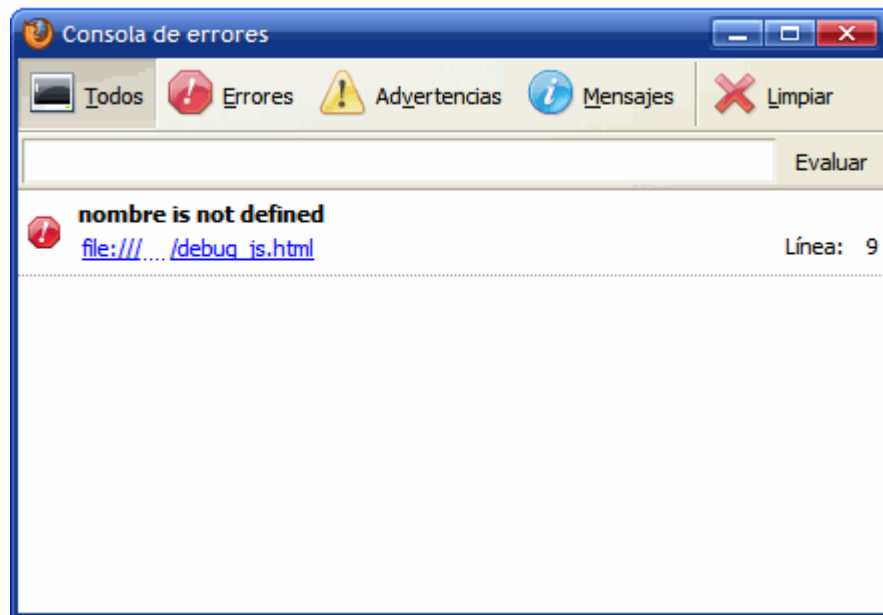 Consola de errores
Todos Errores Advertencias Mensajes Limpiar
Evaluar
nombre is not defined
file:///.... /debug_js.html Línea: 9